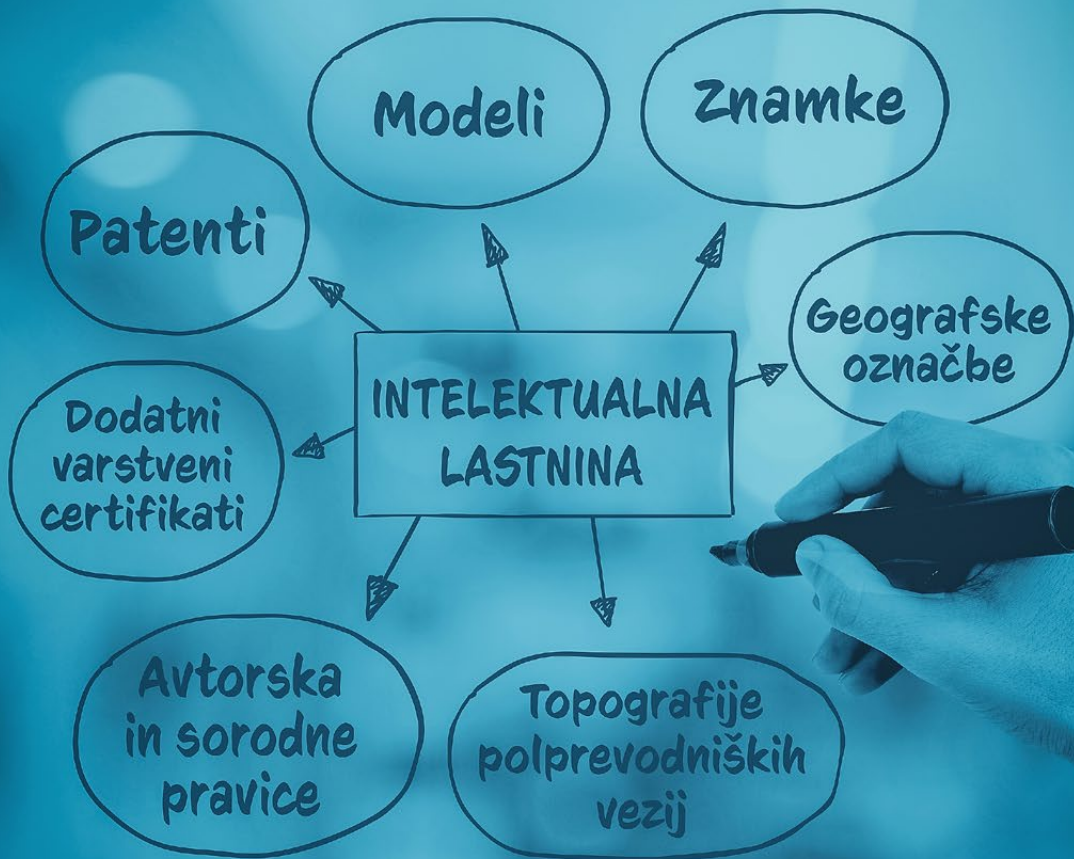 Modeli
Znamke
Patenti
Geografske
označbe
INTELEKTUALNA
LASTNINA
Dodatni
varstveni
certifikati
Avtorska
in sorodne
pravice
Topografije
polprevodniških
vezij